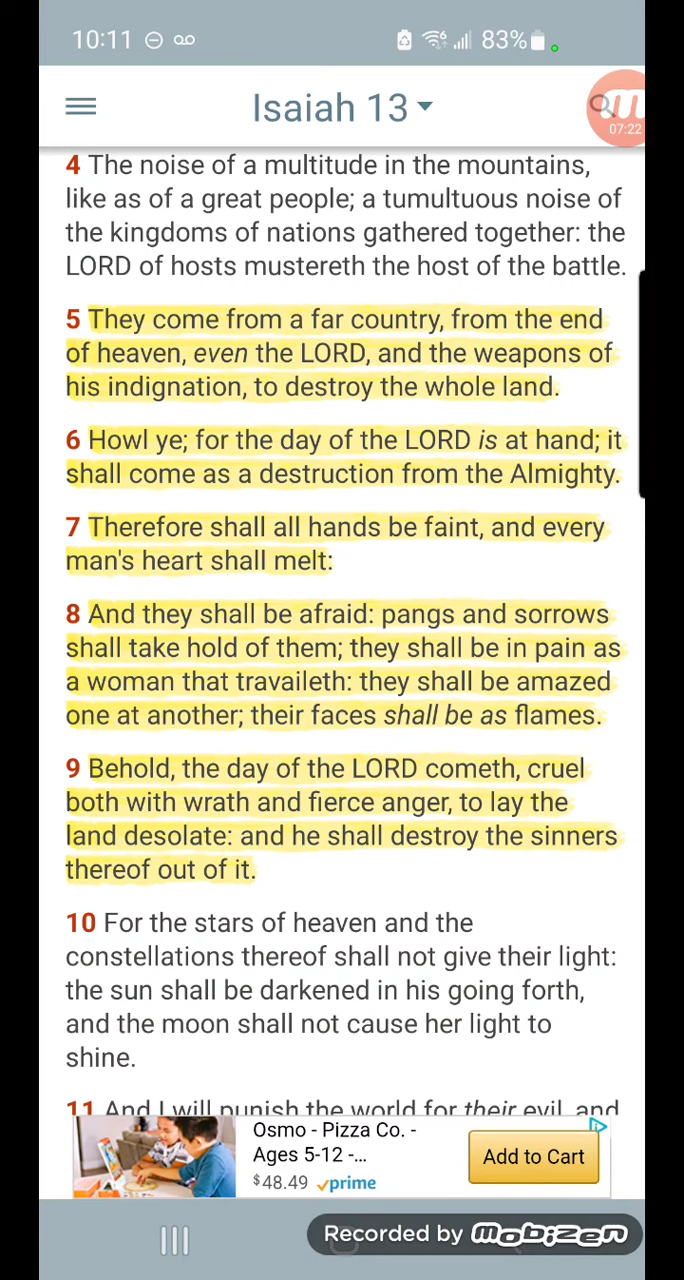 10:11
83%
Isaiah 13
07:22
4 The noise of a multitude in the mountains,
like as of a great people; a tumultuous noise of
the kingdoms of nations gathered together: the
LORD of hosts mustereth the host of the battle.
5 They come from a far country, from the end
of heaven, even the LORD, and the weapons of
his indignation, to destroy the whole land.
6 Howl ye; for the day of the LORD is at hand; it
shall come as a destruction from the Almighty.
7 Therefore shall all hands be faint, and every
man's heart shall melt:
8 And they shall be afraid: pangs and sorrows
shall take hold of them; they shall be in pain as
a woman that travaileth: they shall be amazed
one at another; their faces shall be as flames.
9 Behold, the day of the LORD cometh, cruel
both with wrath and fierce anger, to lay the
land desolate: and he shall destroy the sinners
thereof out of it.
10 For the stars of heaven and the
constellations thereof shall not give their light:
the sun shall be darkened in his going forth,
and the moon shall not cause her light to
shine.
11 And I will punish the world for their evil, and
Osmo - Pizza Co. -
Ages 5-12 -...
$48.49 prime
Add to Cart
Recorded by mobizen